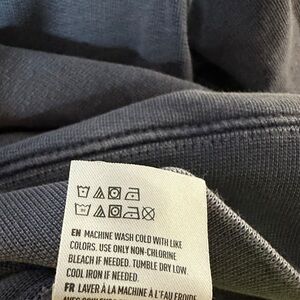 EN MACHINE WASH COLD WITH LIKE
COLORS. USE ONLY NON-CHLORINE
BLEACH IF NEEDED. TUMBLE DRY LOW.
COOL IRON IF NEEDED.
FR LAVER À LA MACHINE À L'EAU FROIDE
AVEC